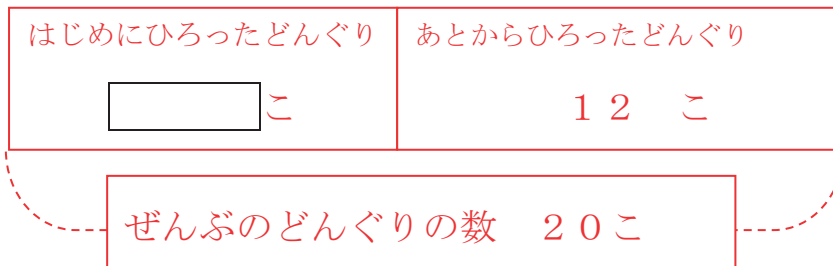 はじめにひろったどんぐり
あとからひろったどんぐり
こ
１２　こ
ぜんぶのどんぐりの数　２０こ